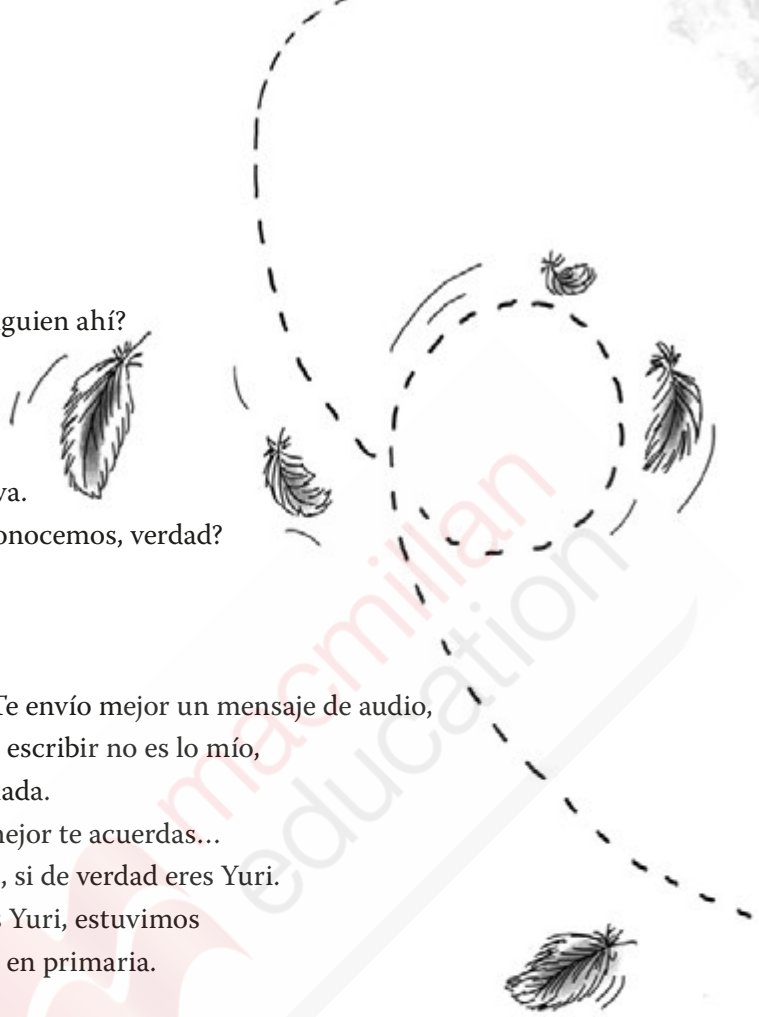 guien ahí?
va.
onocemos, verdad?
Te envío mejor un mensaje de audio,
escribir no es lo mío,
ada.
mejor te acuerdas...
, si de verdad eres Yuri.
s Yuri, estuvimos
en primaria.
macmillan
education